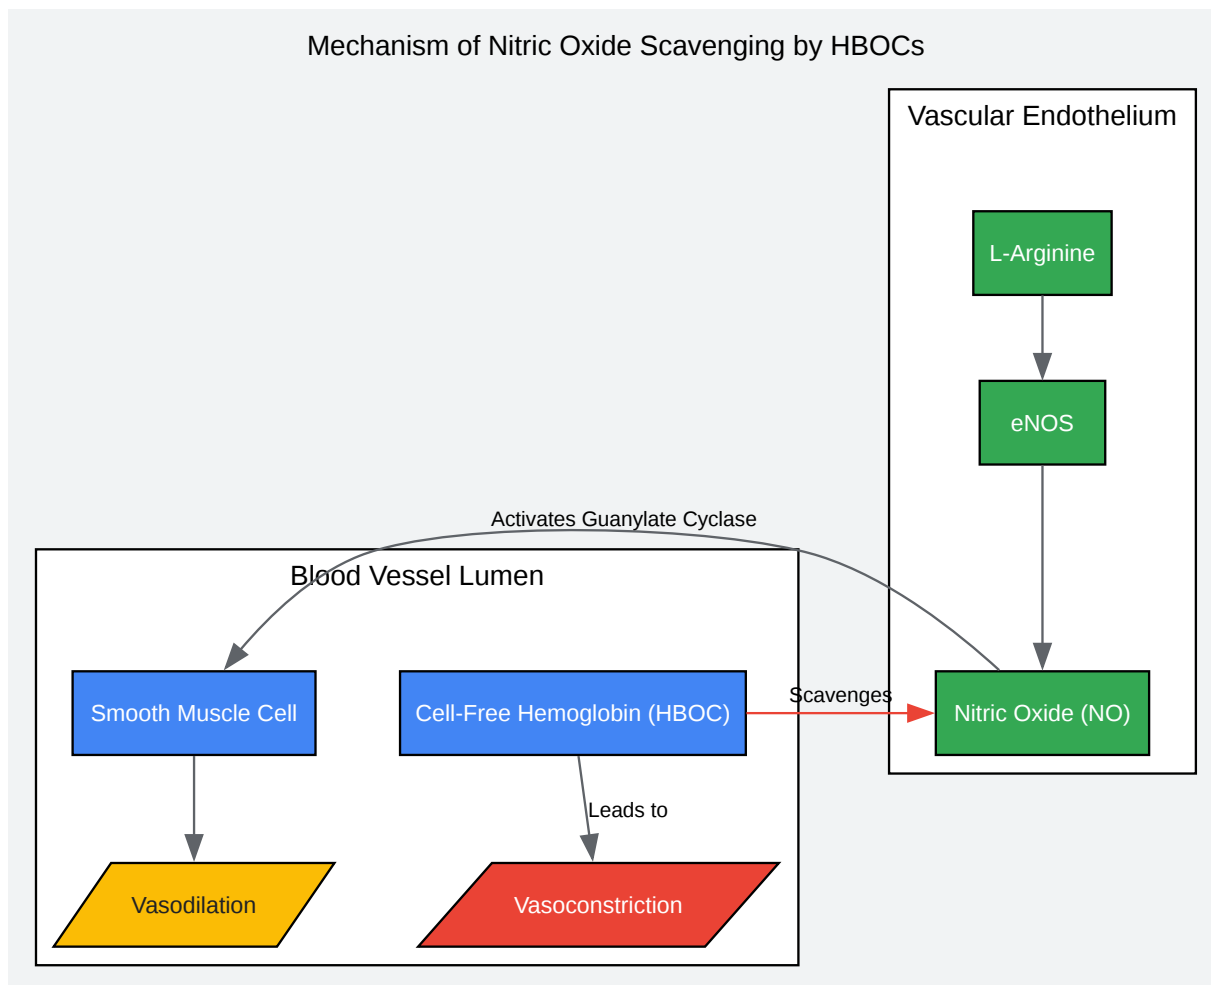 Mechanism of Nitric Oxide Scavenging by HBOCs
Vascular Endothelium
L-Arginine
eNOS
Activates Guanylate Cyclase
Blood Vessel Lumen
Smooth Muscle Cell
Cell-Free Hemoglobin (HBOC)
Scavenges
Nitric Oxide (NO)
Leads to
Vasodilation
Vasoconstriction